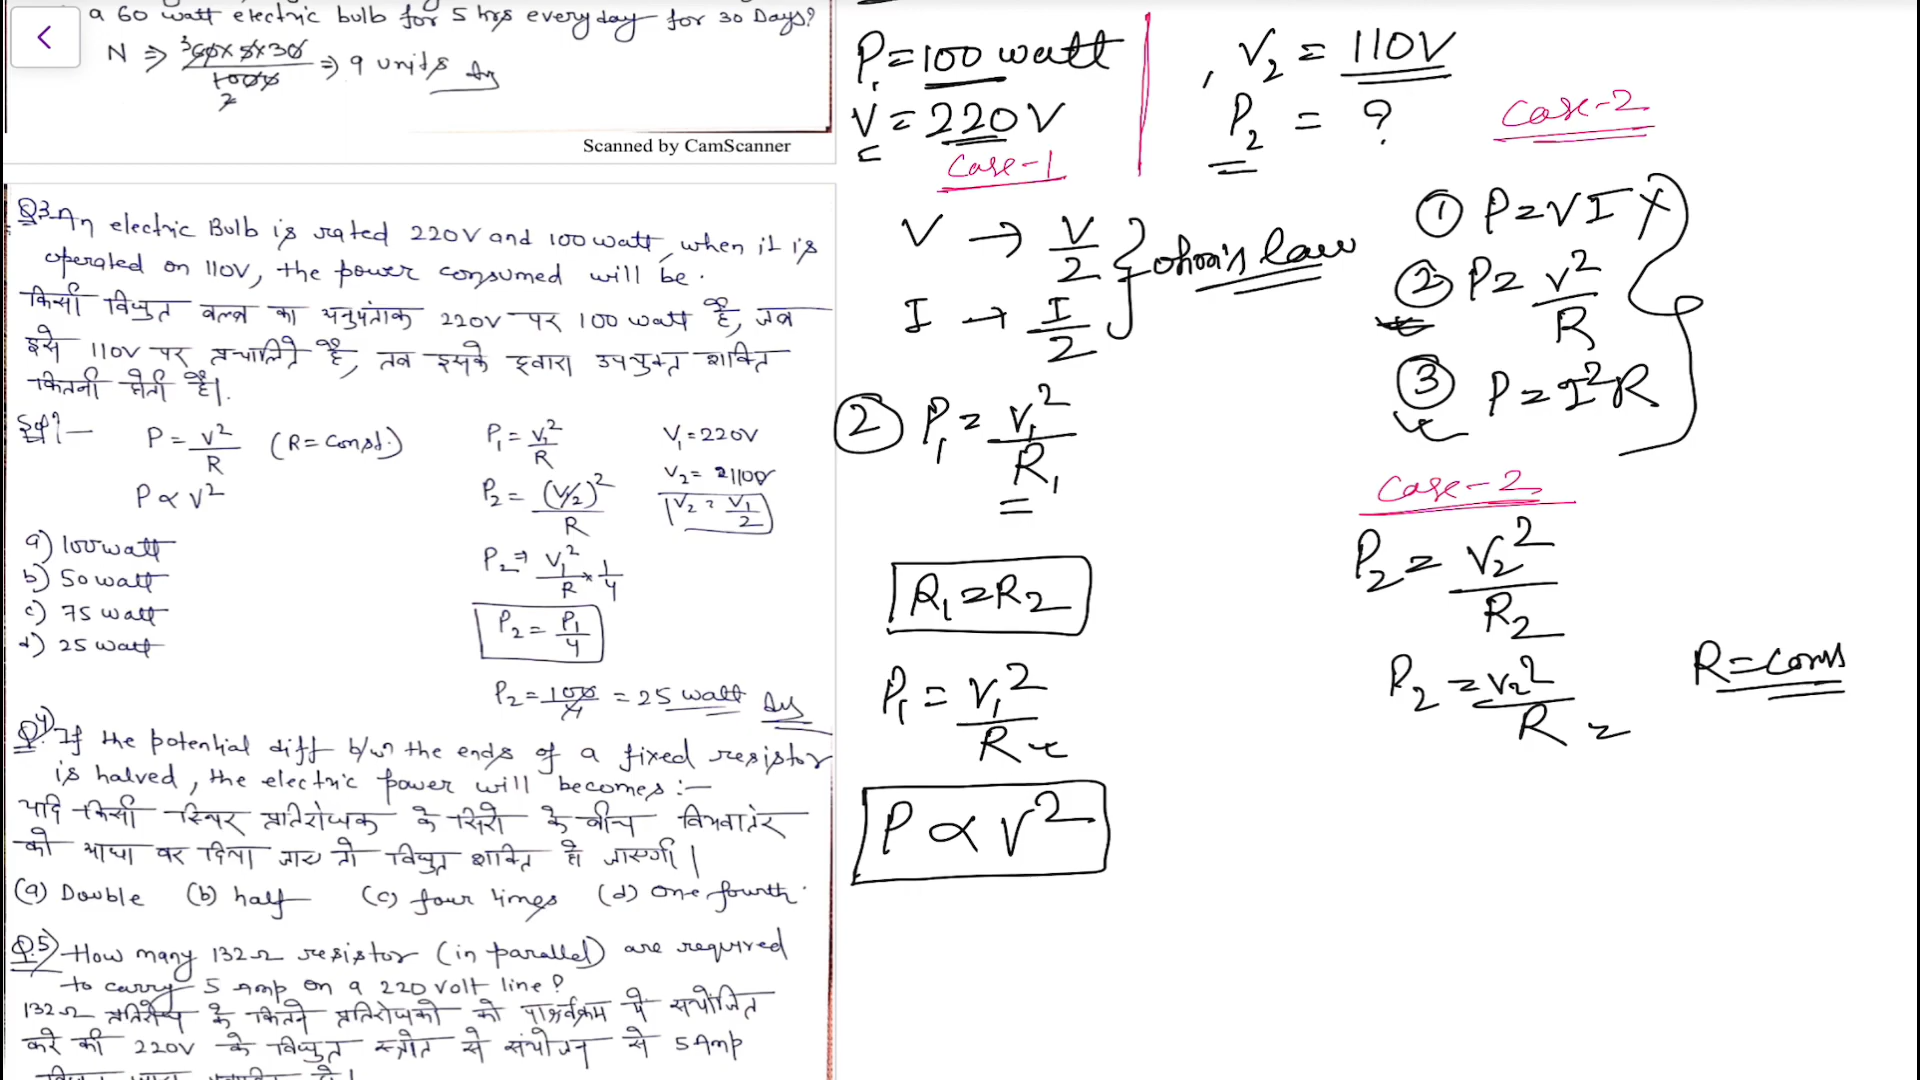 a 60 watt electric bulb for 5 hrs everyday for 30 Days?
N ⇒ 60×5×30 / 1000 ⇒ 9 units Ans
Scanned by CamScanner
Q3 An electric Bulb is rated 220V and 100 watt, when it is
operated on 110V, the power consumed will be.
किसी विद्युत बल्ब का अनुमतांक 220V पर 100 watt है, जब
इसे 110V पर प्रचालित है, तब इसके द्वारा उपयुक्त शक्ति
कितनी होती है।
P = V²/R (R = Const.)
P ∝ V²
P₁ = V₁²/R
P₂ = (V/2)²/R
P₂ ⇒ V₁²/R × 1/4
P₂ = P₁/4
P₂ = 100/4 = 25 watt Ans
V₁ = 220V
V₂ = 110V
V₂ = V₁/2
a) 100 watt
b) 50 watt
c) 75 watt
d) 25 watt
Q.4) If the potential diff b/w the ends of a fixed resistor
is halved, the electric power will becomes :-
यदि किसी स्थिर प्रतिरोधक के सिरों के बीच विभवांतर
को आधा कर दिया जाए तो विद्युत शक्ति हो जाएगी।
(a) Double (b) half (c) four times (d) One fourth.
Q.5) How many 132Ω resistor (in parallel) are required
to carry 5 Amp on a 220 volt line?
132Ω प्रतिरोध के कितने प्रतिरोधको को पार्श्वक्रम में संयोजित
करे की 220V के विद्युत स्त्रोत से संयोजन से 5 Amp
P₁ = 100 watt
V = 220V
Case-1
, V₂ = 110V
P₂ = ?
Case-2
V → V/2
I → I/2
} ohm's law
① P = VI X
② P = V²/R
③ P = I²R
② P₁ = V₁²/R₁
R₁ = R₂
P₁ = V₁²/R
P ∝ V²
Case-2
P₂ = V₂²/R₂
P₂ = V₂²/R
R = cons